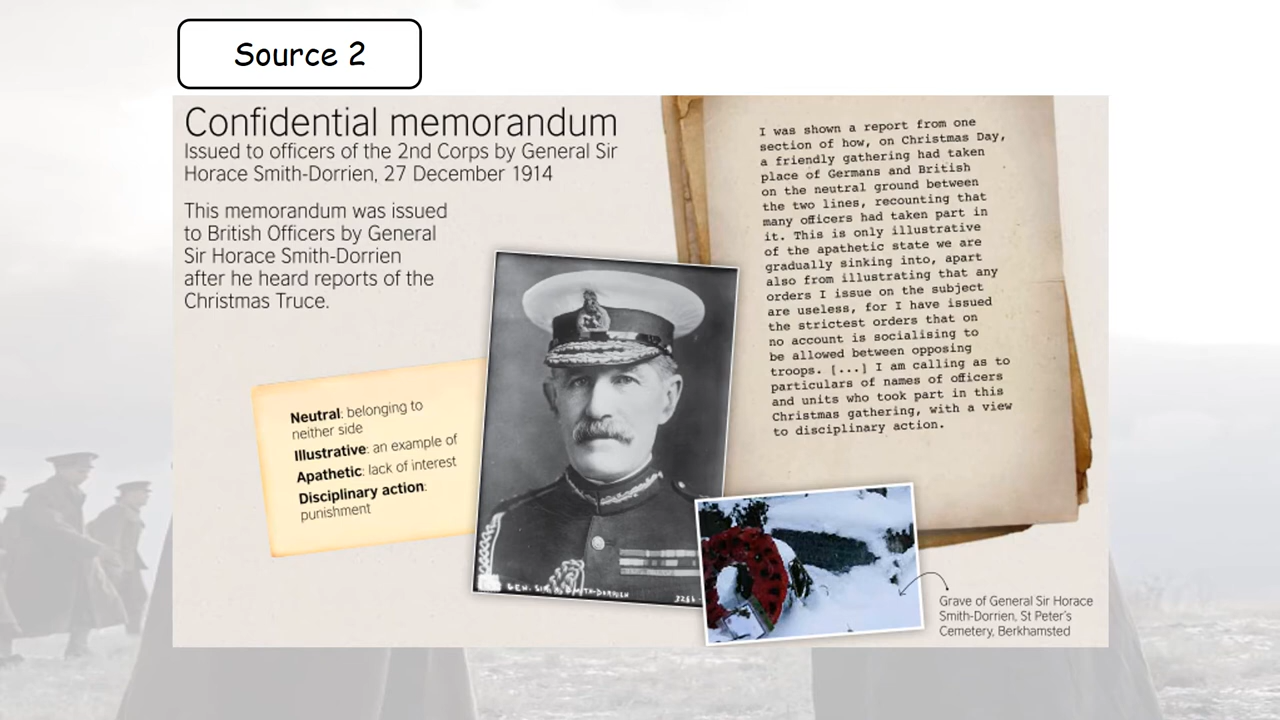 Source 2
Confidential memorandum
Issued to officers of the 2nd Corps by General Sir
Horace Smith-Dorrien, 27 December 1914
This memorandum was issued
to British Officers by General
Sir Horace Smith-Dorrien
after he heard reports of the
Christmas Truce.
Neutral: belonging to
neither side
Illustrative: an example of
Apathetic: lack of interest
Disciplinary action:
punishment
I was shown a report from one
section of how, on Christmas Day,
a friendly gathering had taken
place of Germans and British
on the neutral ground between
the two lines, recounting that
many officers had taken part in
it. This is only illustrative
of the apathetic state we are
gradually sinking into, apart
also from illustrating that any
orders I issue on the subject
are useless, for I have issued
the strictest orders that on
no account is socialising to
be allowed between opposing
troops. [...] I am calling as to
particulars of names of officers
and units who took part in this
Christmas gathering, with a view
to disciplinary action.
GEN. SIR TH-DORRIEN
Grave of General Sir Horace
Smith-Dorrien, St Peter's
Cemetery, Berkhamsted